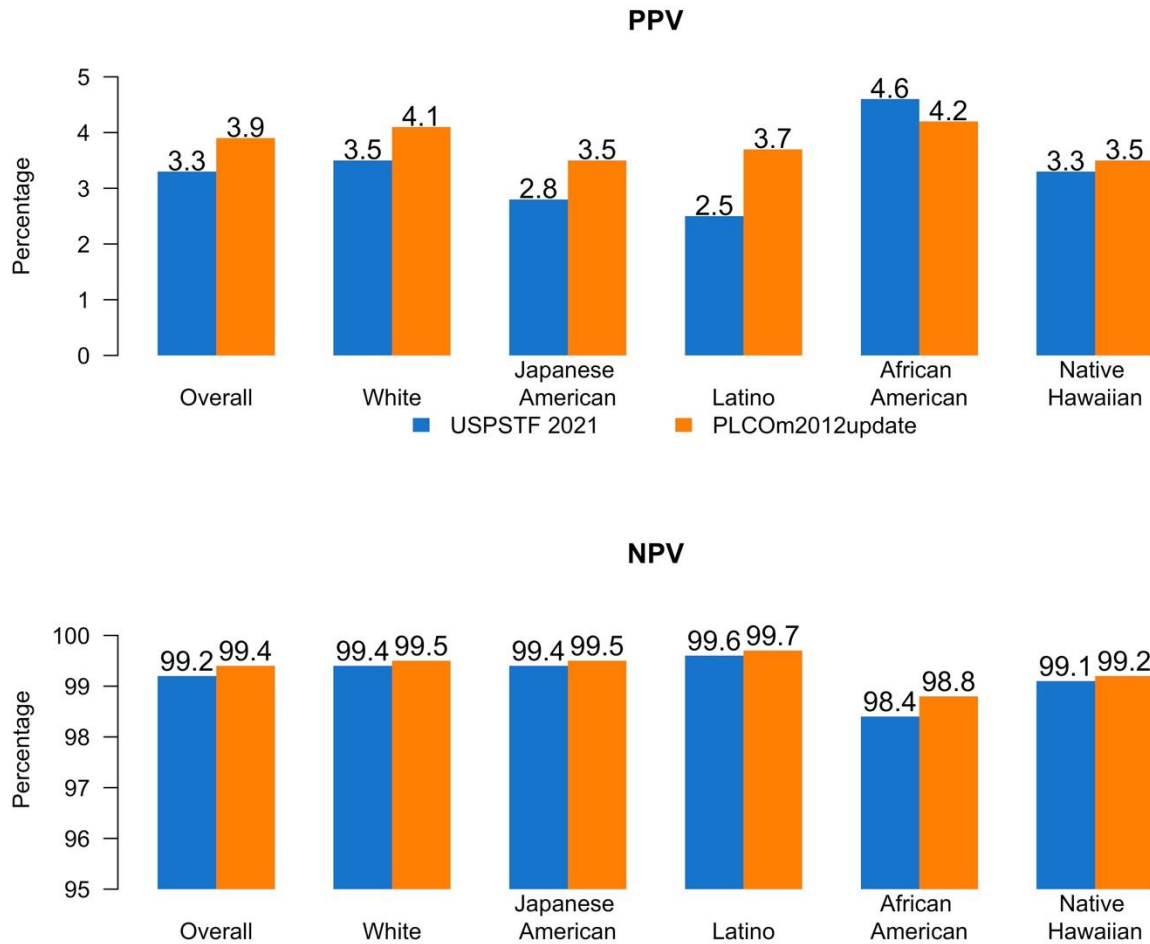 PPV
Percentage
5
4
3
2
1
0
3.3 3.9
3.5 4.1
2.8 3.5
2.5 3.7
4.6 4.2
3.3 3.5
Overall
White
Japanese
American
Latino
African
American
Native
Hawaiian
USPSTF 2021
PLCOm2012update
NPV
Percentage
100
99
98
97
96
95
99.2 99.4
99.4 99.5
99.4 99.5
99.6 99.7
98.4 98.8
99.1 99.2
Overall
White
Japanese
American
Latino
African
American
Native
Hawaiian